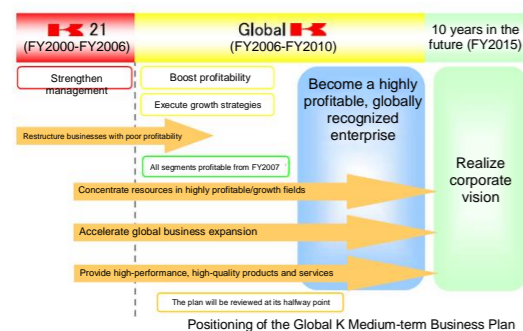 21
(FY2000-FY2006)
Global
(FY2006-FY2010)
10 years in the
future (FY2015)
Strengthen
management
Boost profitability
Execute growth strategies
Become a highly
profitable, globally
recognized
enterprise
Restructure businesses with poor profitability
All segments profitable from FY2007
Realize
corporate
vision
Concentrate resources in highly profitable/growth fields
Accelerate global business expansion
Provide high-performance, high-quality products and services
The plan will be reviewed at its halfway point
Positioning of the Global K Medium-term Business Plan